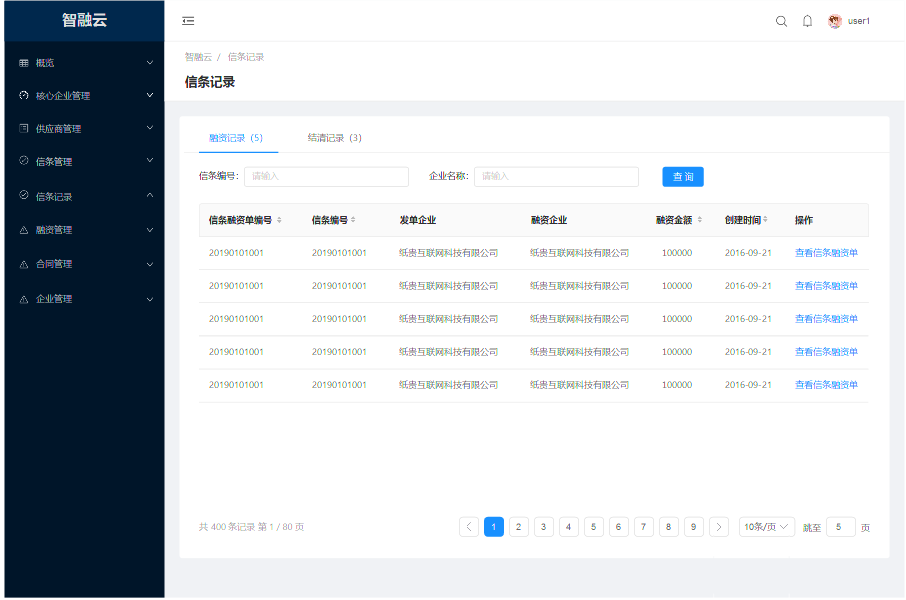 智融云
user1
概览
核心企业管理
供应商管理
信条管理
信条记录
融资管理
合同管理
企业管理
智融云 / 信条记录
信条记录
融资记录（5） 结清记录（3）
信条编号: 请输入 企业名称: 请输入 查 询
信条融资单编号 信条编号 发单企业 融资企业 融资金额 创建时间 操作
20190101001 20190101001 纸贵互联网科技有限公司 纸贵互联网科技有限公司 100000 2016-09-21 查看信条融资单
20190101001 20190101001 纸贵互联网科技有限公司 纸贵互联网科技有限公司 100000 2016-09-21 查看信条融资单
20190101001 20190101001 纸贵互联网科技有限公司 纸贵互联网科技有限公司 100000 2016-09-21 查看信条融资单
20190101001 20190101001 纸贵互联网科技有限公司 纸贵互联网科技有限公司 100000 2016-09-21 查看信条融资单
20190101001 20190101001 纸贵互联网科技有限公司 纸贵互联网科技有限公司 100000 2016-09-21 查看信条融资单
共 400 条记录 第 1 / 80 页 1 2 3 4 5 6 7 8 9 10条/页 跳至 5 页